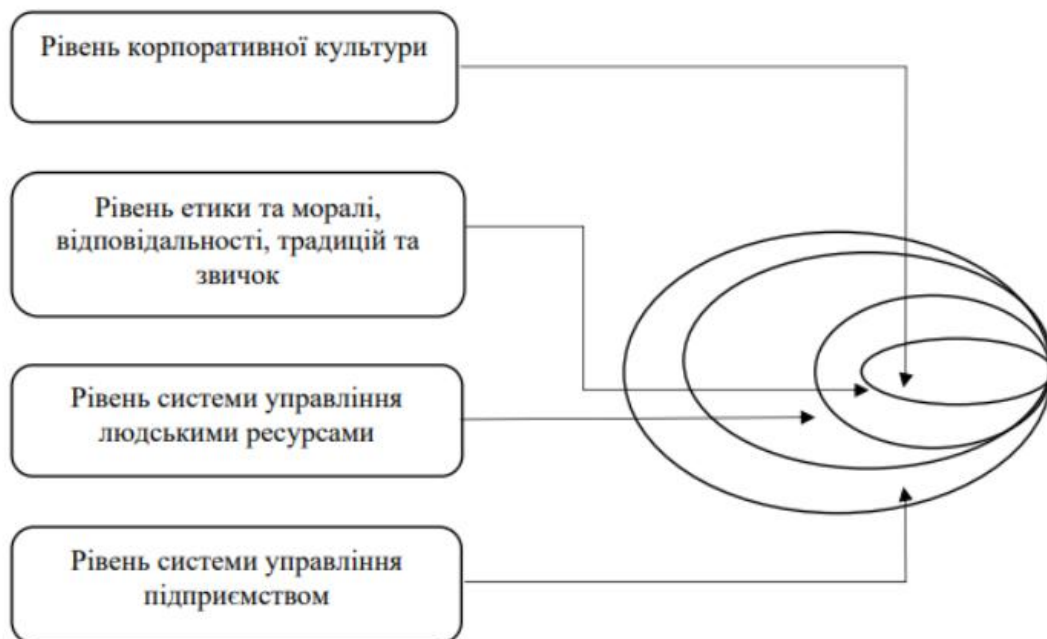 Рівень корпоративної культури
Рівень етики та моралі,
відповідальності, традицій та
звичок
Рівень системи управління
людськими ресурсами
Рівень системи управління
підприємством